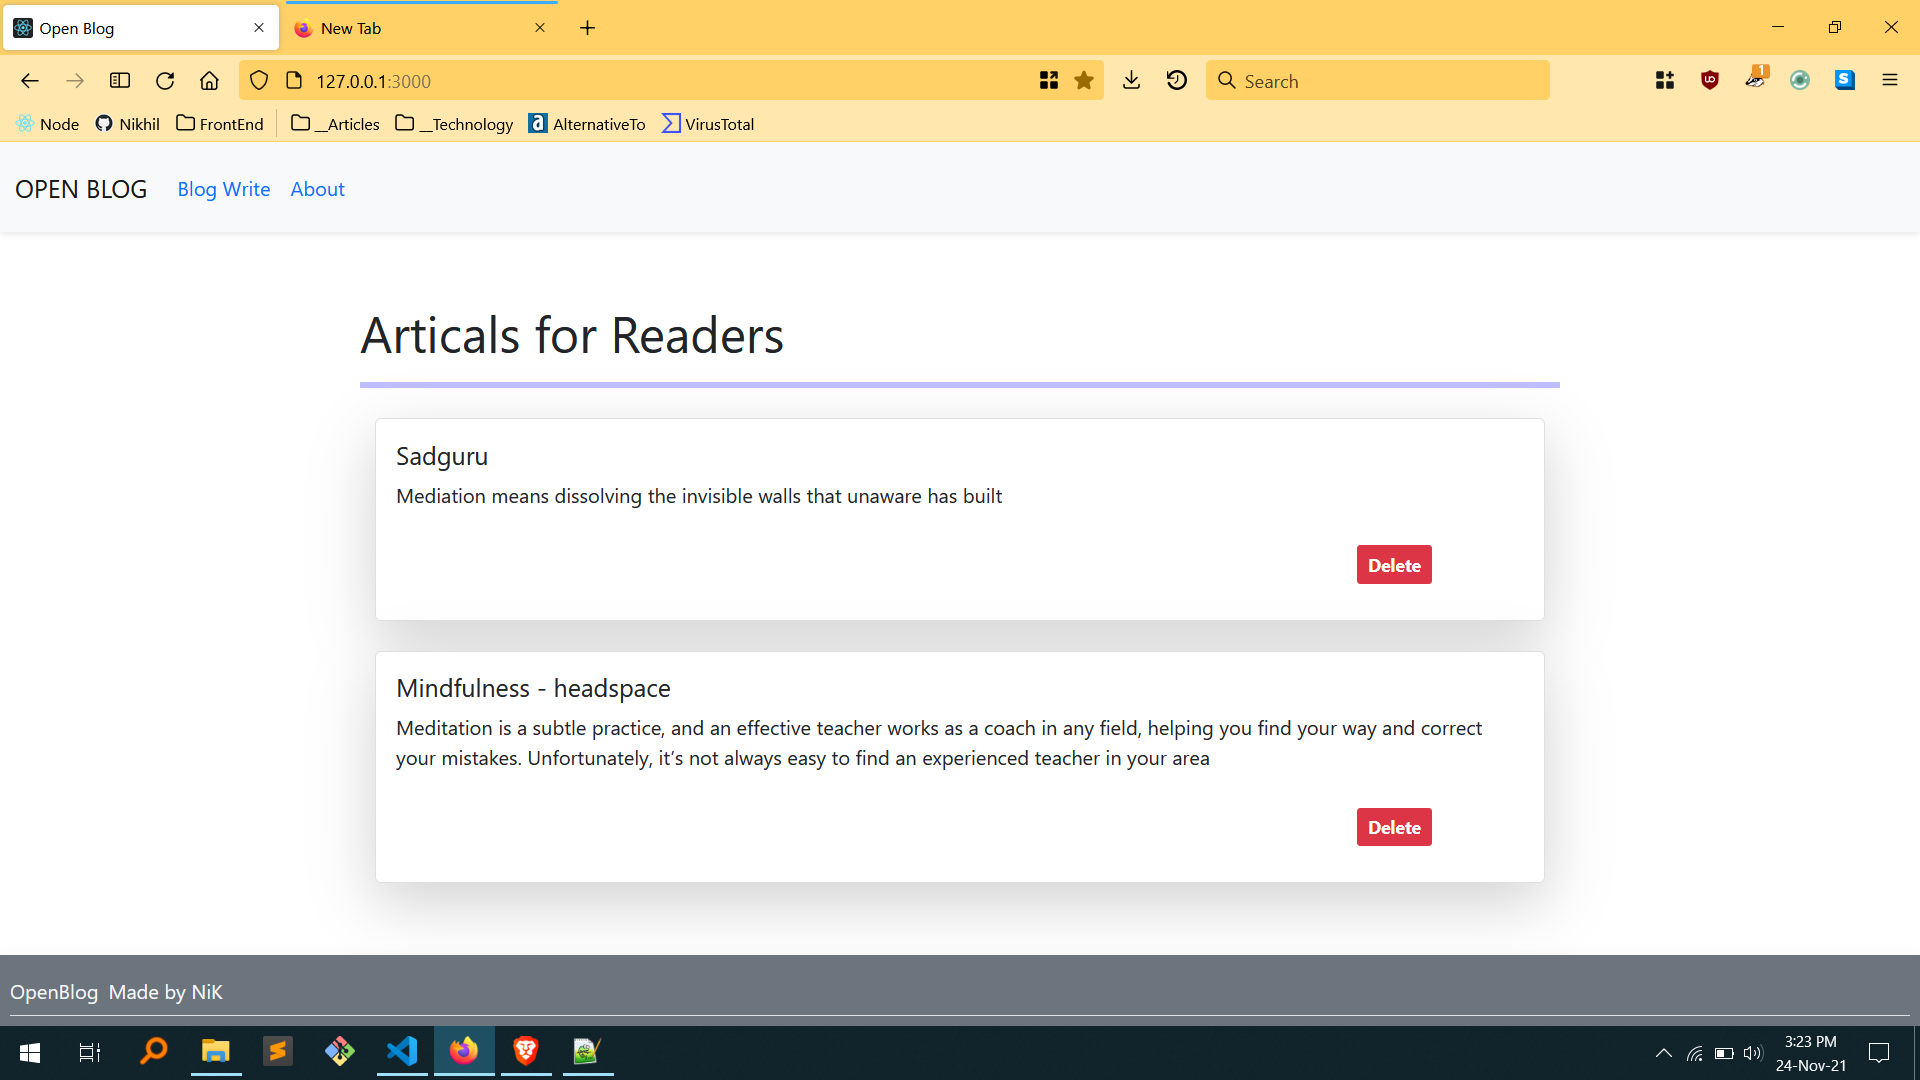 Open Blog
New Tab
127.0.0.1:3000
Search
1
Node
Nikhil
FrontEnd
__Articles
__Technology
AlternativeTo
VirusTotal
OPEN BLOG
Blog Write
About
Articals for Readers
Sadguru
Mediation means dissolving the invisible walls that unaware has built
Delete
Mindfulness - headspace
Meditation is a subtle practice, and an effective teacher works as a coach in any field, helping you find your way and correct
your mistakes. Unfortunately, it’s not always easy to find an experienced teacher in your area
Delete
OpenBlog Made by NiK
3:23 PM
24-Nov-21